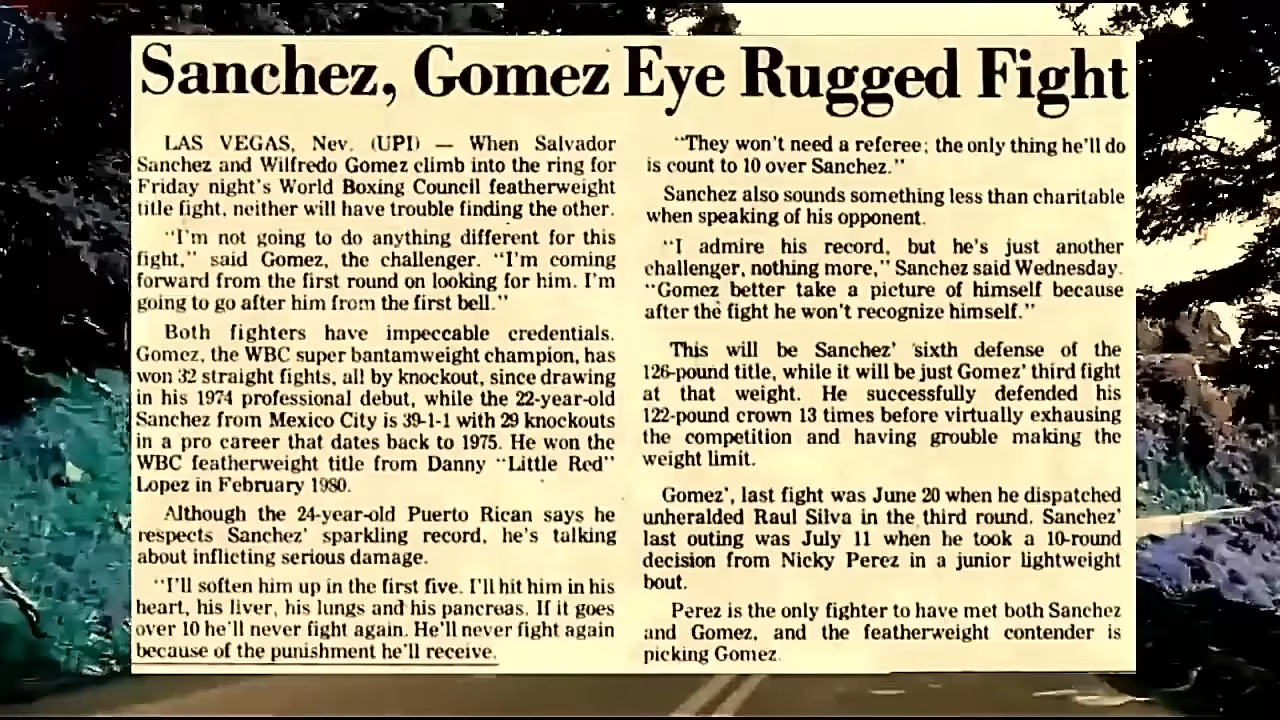 Sanchez, Gomez Eye Rugged Fight
LAS VEGAS, Nev. (UPI) — When Salvador
Sanchez and Wilfredo Gomez climb into the ring for
Friday night's World Boxing Council featherweight
title fight, neither will have trouble finding the other.
"I'm not going to do anything different for this
fight," said Gomez, the challenger. "I'm coming
forward from the first round on looking for him. I'm
going to go after him from the first bell."
Both fighters have impeccable credentials.
Gomez, the WBC super bantamweight champion, has
won 32 straight fights, all by knockout, since drawing
in his 1974 professional debut, while the 22-year-old
Sanchez from Mexico City is 39-1-1 with 29 knockouts
in a pro career that dates back to 1975. He won the
WBC featherweight title from Danny "Little Red"
Lopez in February 1980.
Although the 24-year-old Puerto Rican says he
respects Sanchez' sparkling record, he's talking
about inflicting serious damage.
"I'll soften him up in the first five. I'll hit him in his
heart, his liver, his lungs and his pancreas. If it goes
over 10 he'll never fight again. He'll never fight again
because of the punishment he'll receive.
"They won't need a referee; the only thing he'll do
is count to 10 over Sanchez."
Sanchez also sounds something less than charitable
when speaking of his opponent.
"I admire his record, but he's just another
challenger, nothing more," Sanchez said Wednesday.
"Gomez better take a picture of himself because
after the fight he won't recognize himself."
This will be Sanchez' sixth defense of the
126-pound title, while it will be just Gomez' third fight
at that weight. He successfully defended his
122-pound crown 13 times before virtually exhausing
the competition and having grouble making the
weight limit.
Gomez', last fight was June 20 when he dispatched
unheralded Raul Silva in the third round. Sanchez'
last outing was July 11 when he took a 10-round
decision from Nicky Perez in a junior lightweight
bout.
Perez is the only fighter to have met both Sanchez
and Gomez, and the featherweight contender is
picking Gomez.